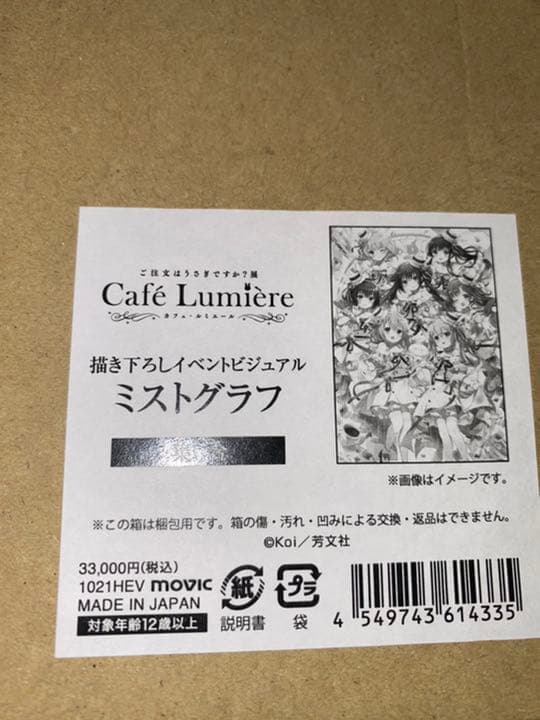 ご注文はうさぎですか?展
Café Lumière
カフェ・ルミエール
描き下ろしイベントビジュアル
ミストグラフ
※画像はイメージです。
※この箱は梱包用です。箱の傷・汚れ・凹みによる交換・返品はできません。
©Koi／芳文社
33,000円(税込)
1021HEV movic
MADE IN JAPAN
対象年齢12歳以上
紙
説明書
プラ
袋
4 549743 614335